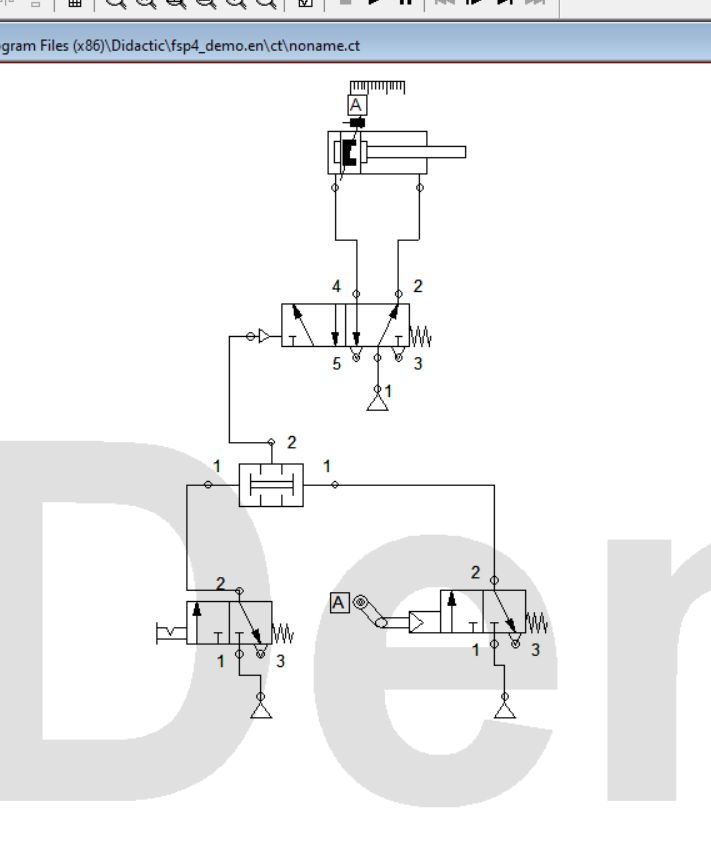 gram Files (x86)\Didactic\fsp4_demo.en\ct\noname.ct
A
4 2
5 3
1
2
1 1
2 2
A
1 3 1 3
Der